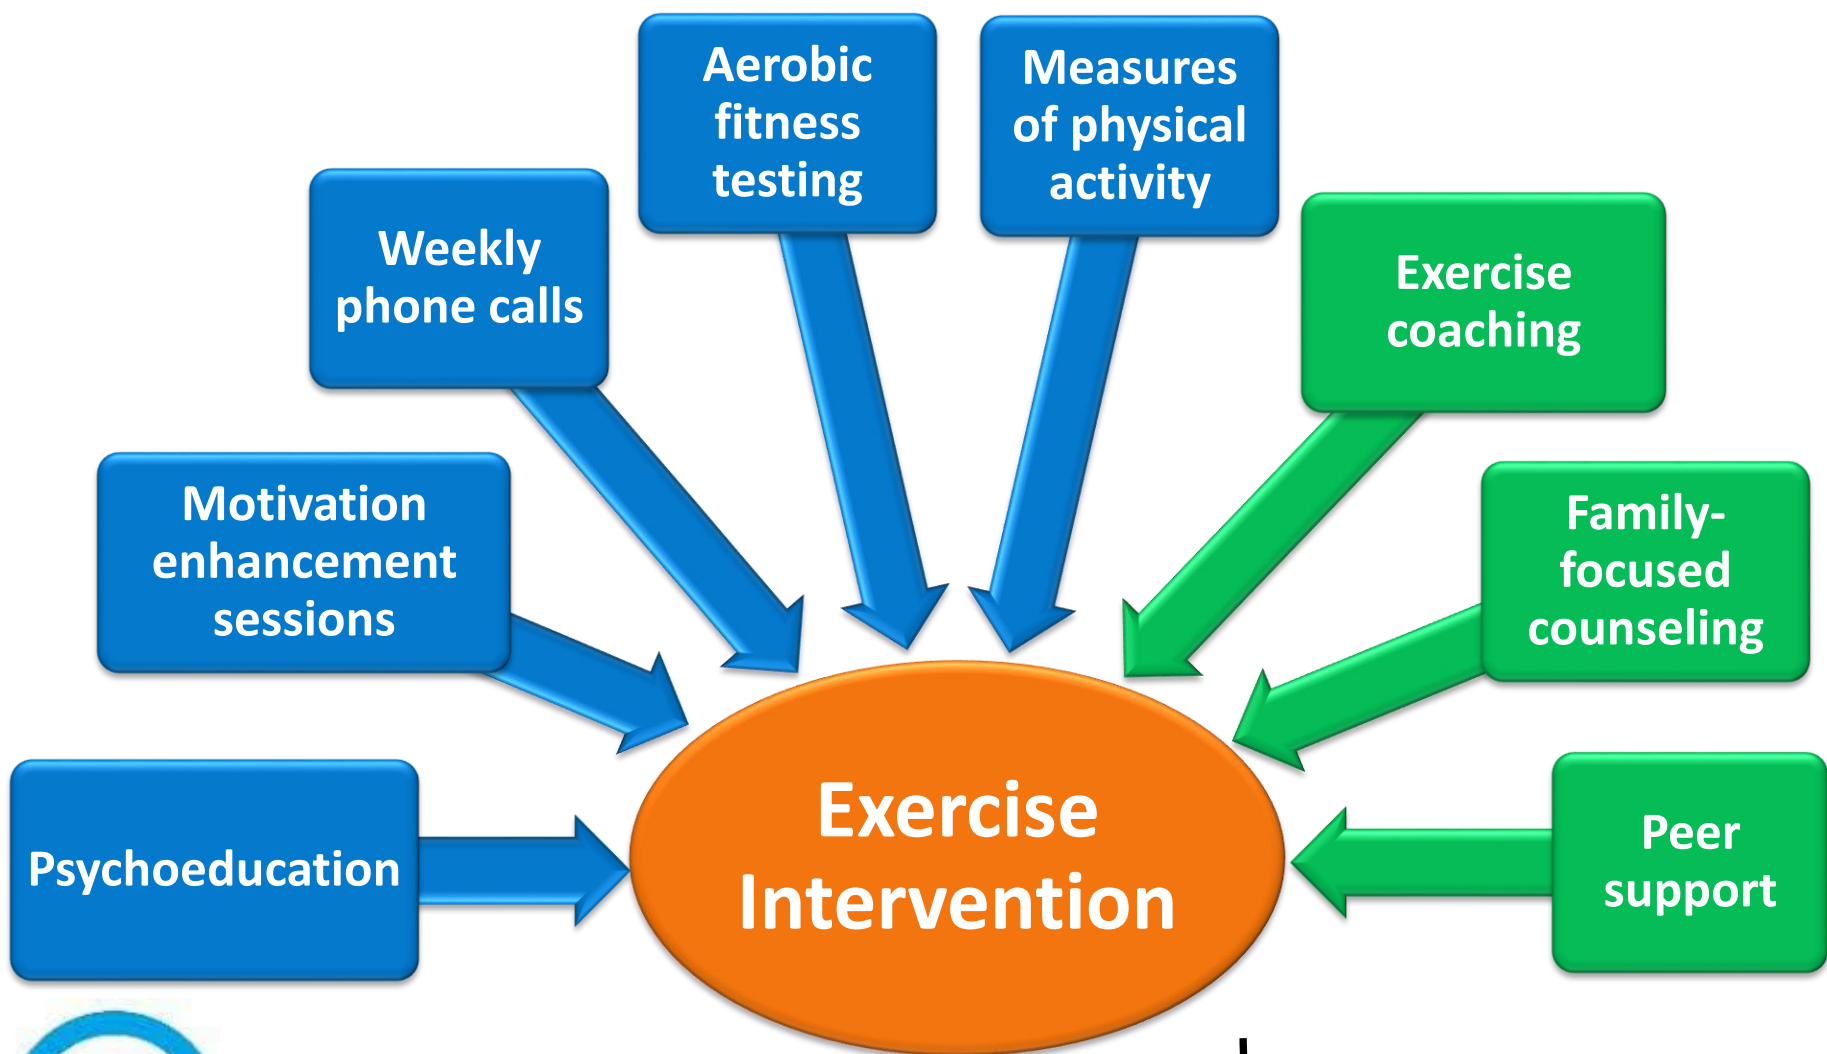 Aerobic
fitness
testing
Measures
of physical
activity
Weekly
phone calls
Exercise
coaching
Motivation
enhancement
sessions
Family-
focused
counseling
Psychoeducation
Exercise
Intervention
Peer
support